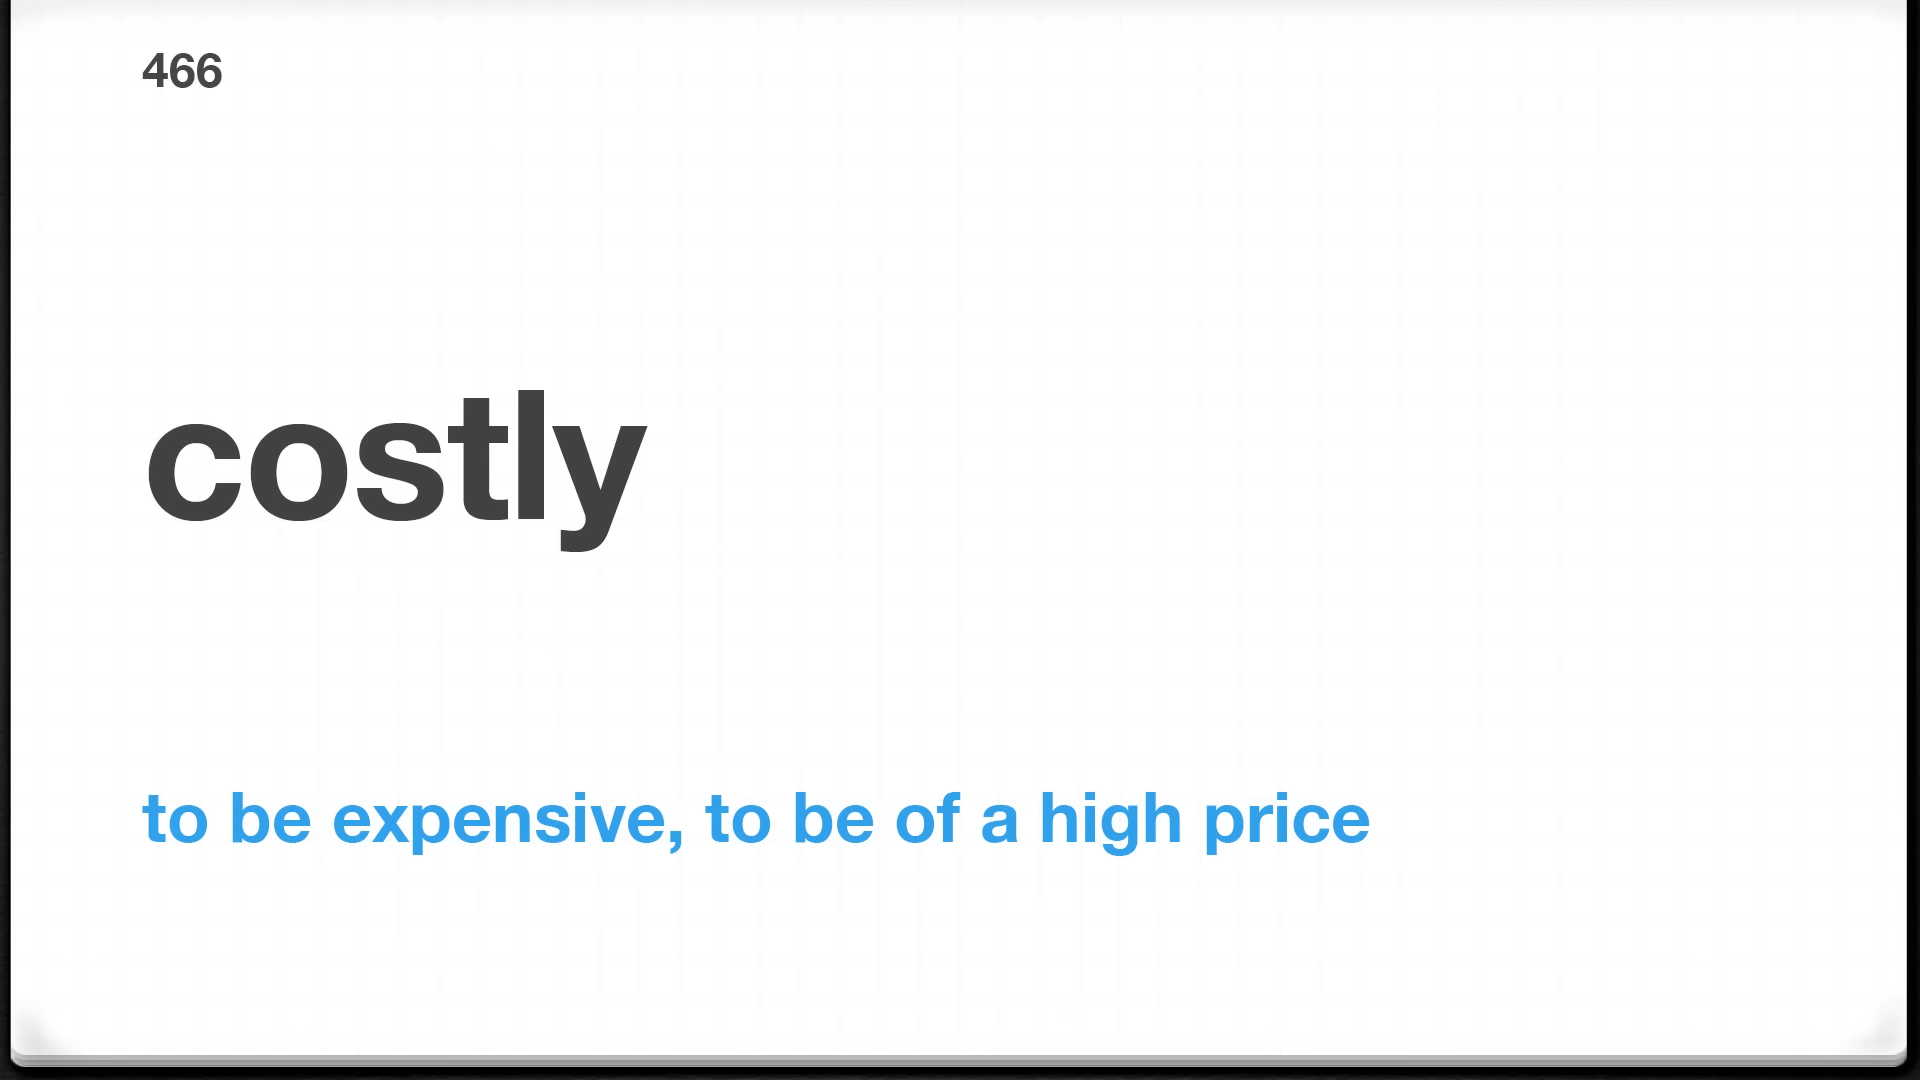 466
costly
to be expensive, to be of a high price